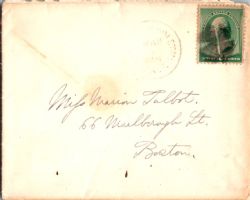 Miss Marion Talbot.
66 Marlborough St.
Boston.